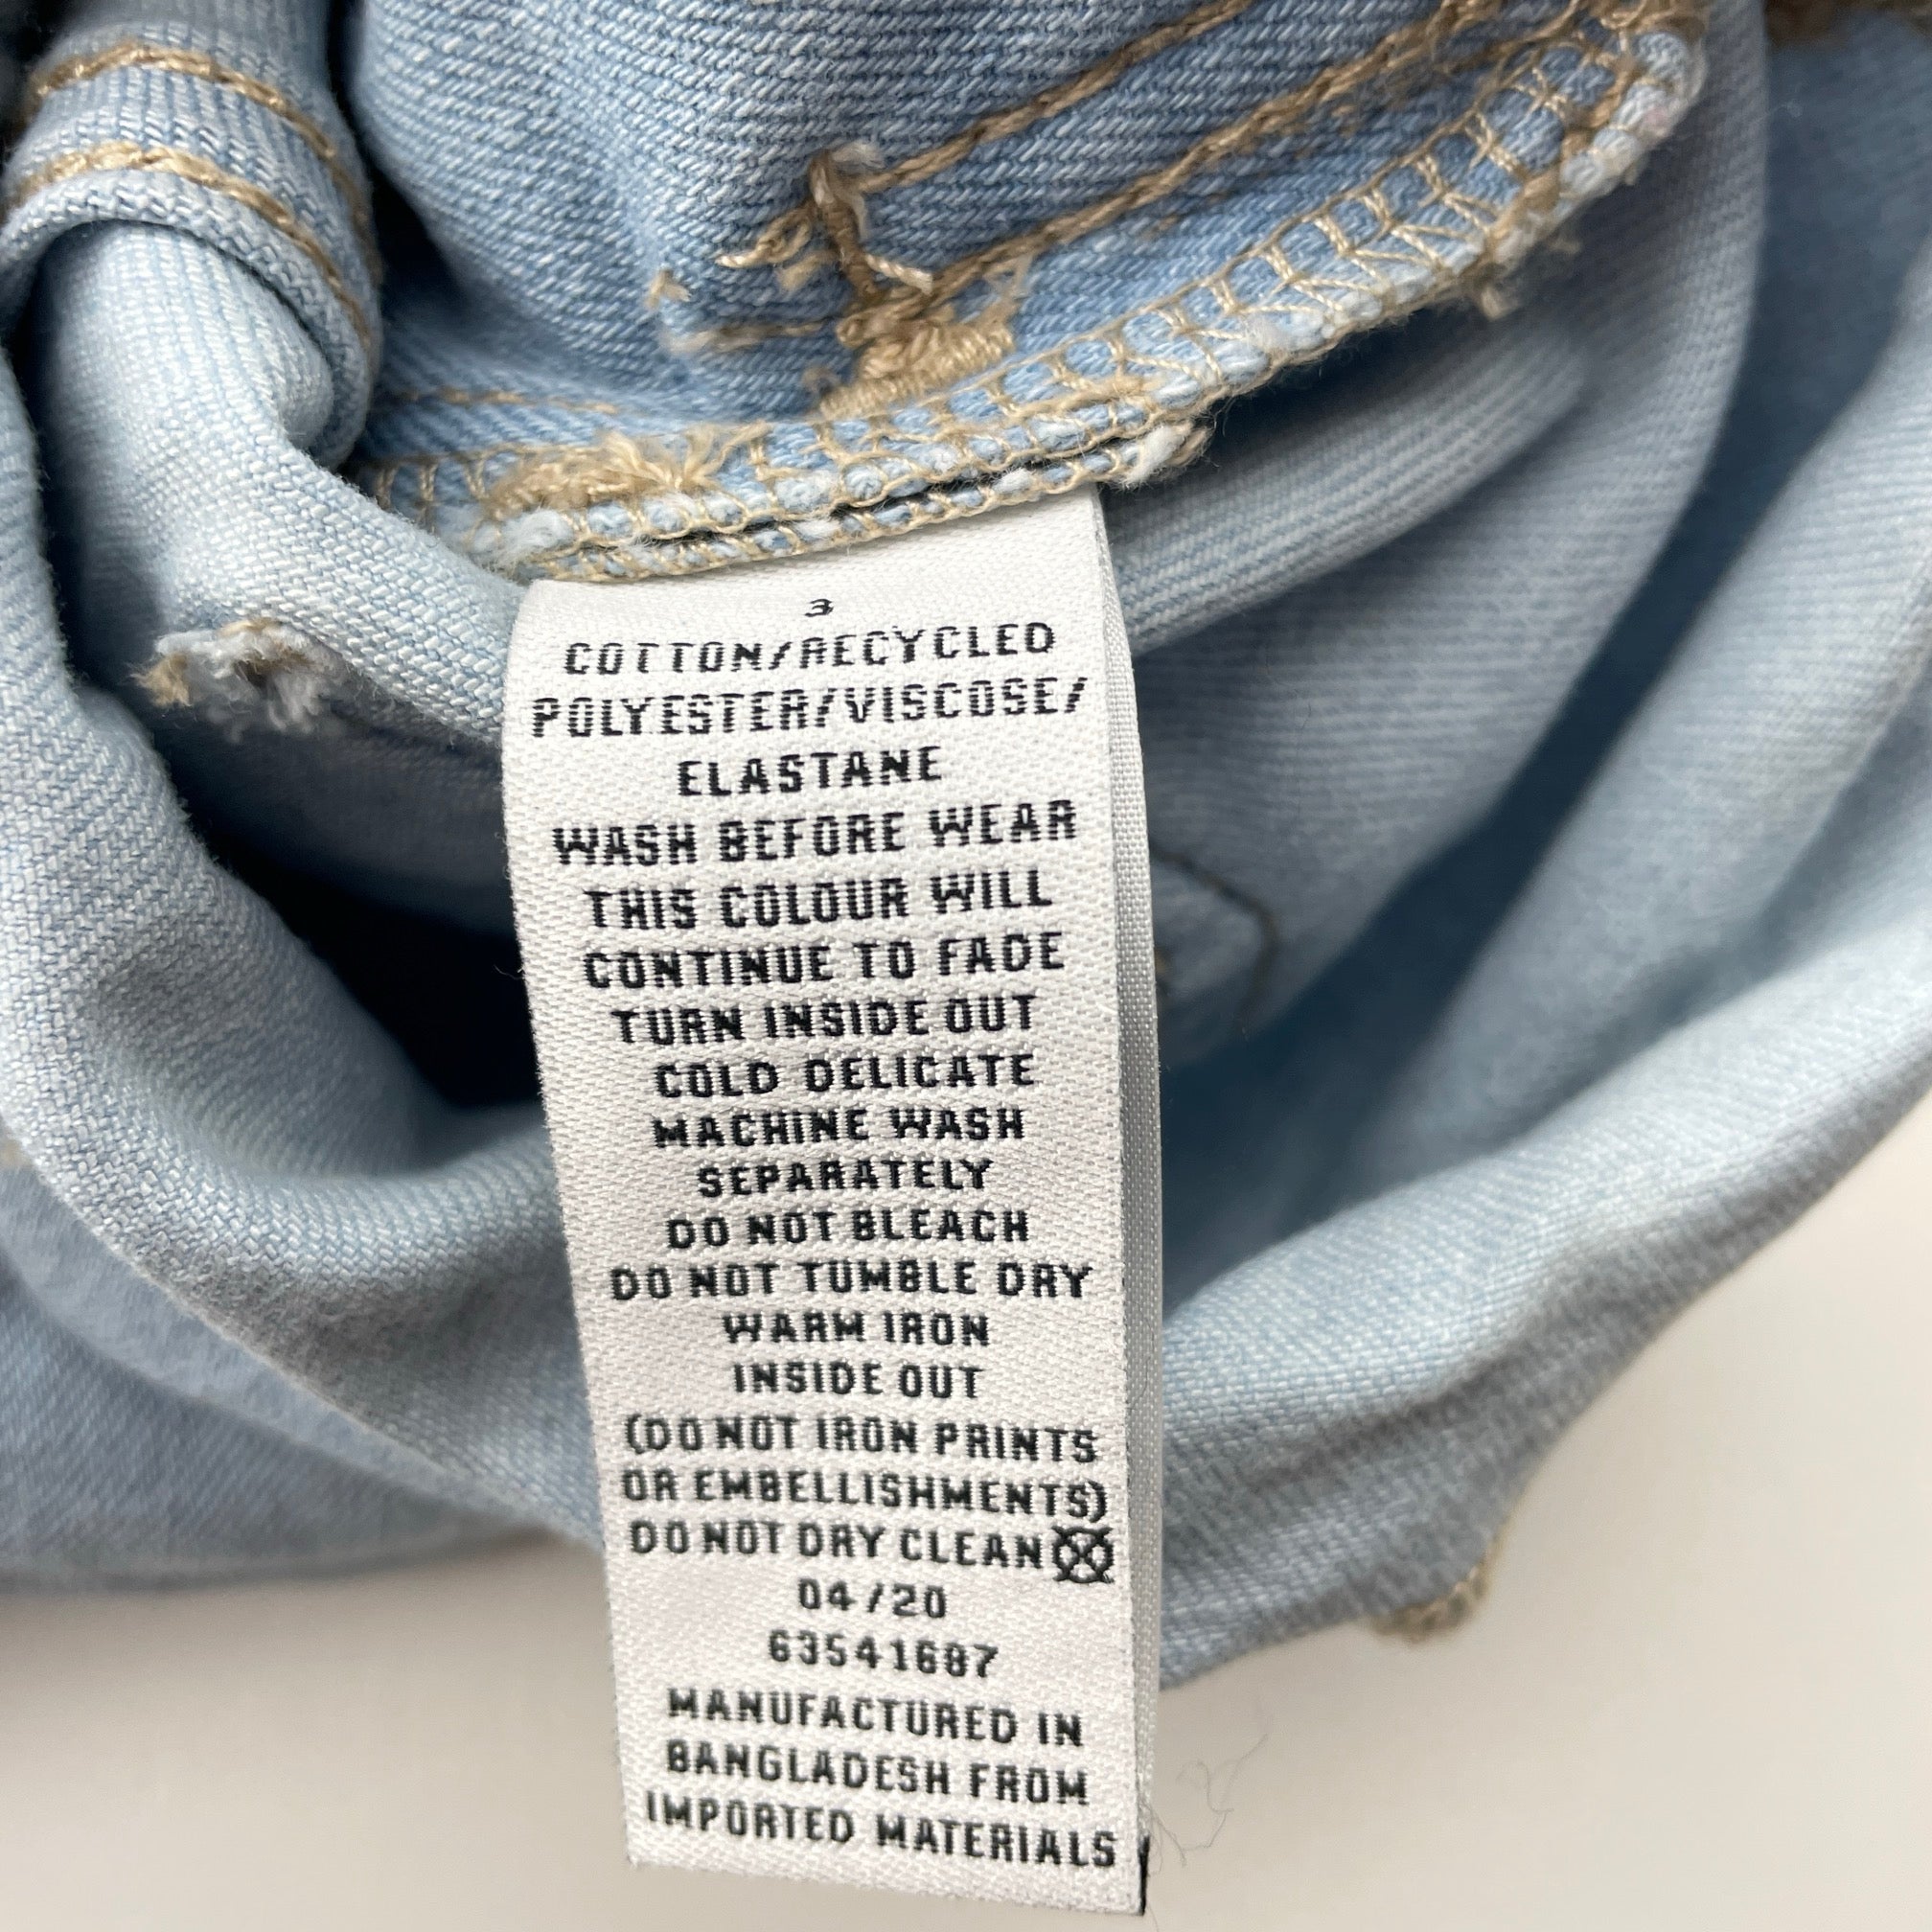 3
COTTON/RECYCLED
POLYESTER/VISCOSE/
ELASTANE
WASH BEFORE WEAR
THIS COLOUR WILL
CONTINUE TO FADE
TURN INSIDE OUT
COLD DELICATE
MACHINE WASH
SEPARATELY
DO NOT BLEACH
DO NOT TUMBLE DRY
WARM IRON
INSIDE OUT
(DO NOT IRON PRINTS
OR EMBELLISHMENTS)
DO NOT DRY CLEAN
04/20
63541687
MANUFACTURED IN
BANGLADESH FROM
IMPORTED MATERIALS